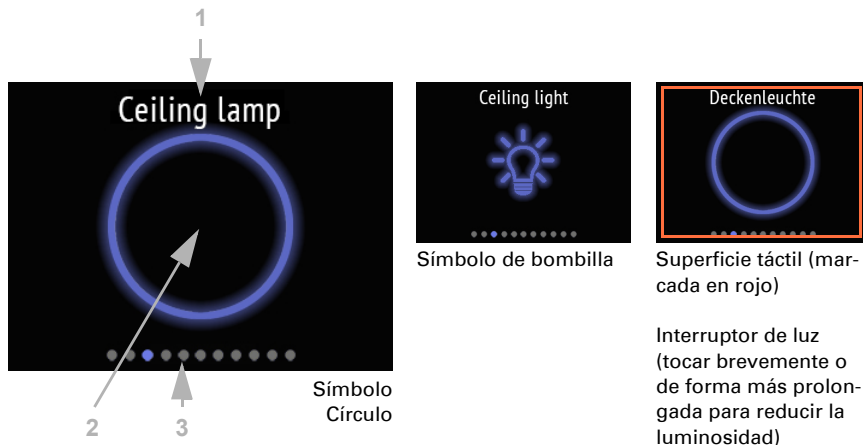 1
Ceiling lamp
Símbolo
Círculo
2
3
Ceiling light
Símbolo de bombilla
Deckenleuchte
Superficie táctil (mar-
cada en rojo)
Interruptor de luz
(tocar brevemente o
de forma más prolon-
gada para reducir la
luminosidad)